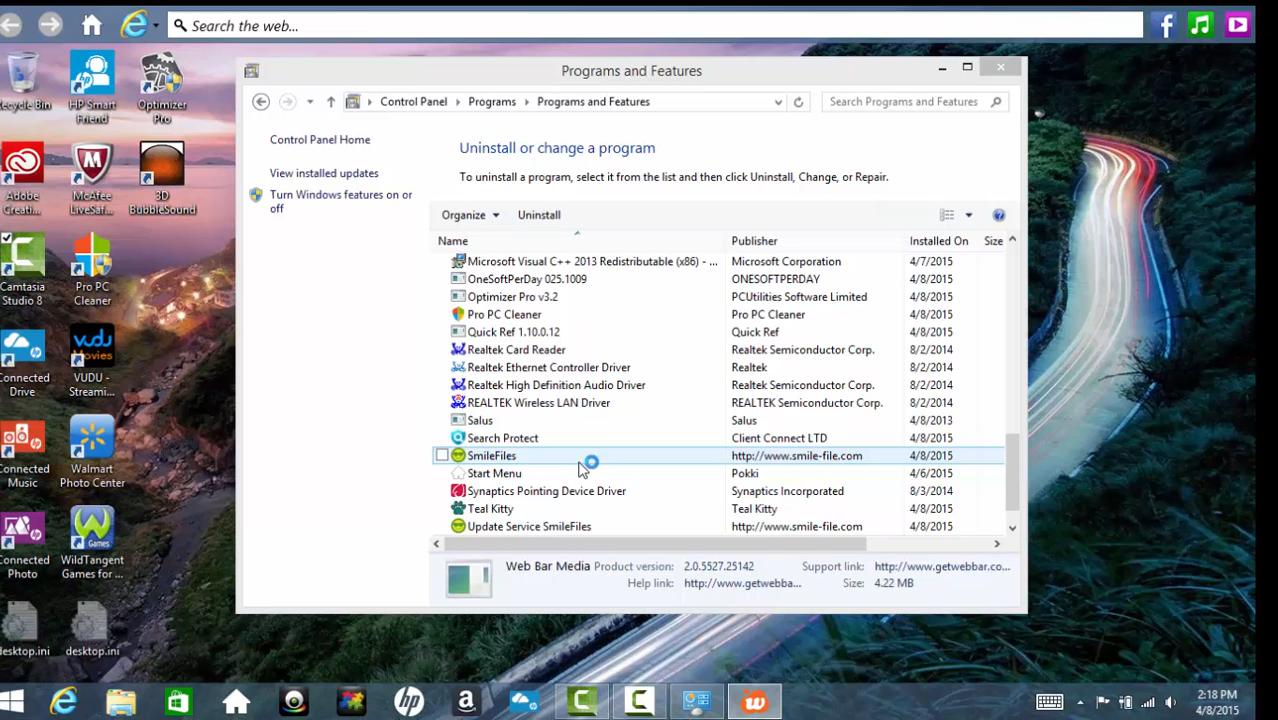 Search the web...
Recycle Bin
HP Smart Friend
Optimizer Pro
Adobe Creati...
McAfee LiveSaf...
3D BubbleSound
Camtasia Studio 8
Pro PC Cleaner
Connected Drive
VUDU - Streami...
Connected Music
Walmart Photo Center
Connected Photo
WildTangent Games for ...
desktop.ini
desktop.ini
Programs and Features
Control Panel
Programs
Programs and Features
Search Programs and Features
Control Panel Home
View installed updates
Turn Windows features on or off
Uninstall or change a program
To uninstall a program, select it from the list and then click Uninstall, Change, or Repair.
Organize
Uninstall
Name Publisher Installed On Size
Microsoft Visual C++ 2013 Redistributable (x86) - ... Microsoft Corporation 4/7/2015
OneSoftPerDay 025.1009 ONESOFTPERDAY 4/8/2015
Optimizer Pro v3.2 PCUtilities Software Limited 4/8/2015
Pro PC Cleaner Pro PC Cleaner 4/8/2015
Quick Ref 1.10.0.12 Quick Ref 4/8/2015
Realtek Card Reader Realtek Semiconductor Corp. 8/2/2014
Realtek Ethernet Controller Driver Realtek 8/2/2014
Realtek High Definition Audio Driver Realtek Semiconductor Corp. 8/2/2014
REALTEK Wireless LAN Driver REALTEK Semiconductor Corp. 8/2/2014
Salus Salus 4/8/2013
Search Protect Client Connect LTD 4/8/2015
SmileFiles http://www.smile-file.com 4/8/2015
Start Menu Pokki 4/6/2015
Synaptics Pointing Device Driver Synaptics Incorporated 8/3/2014
Teal Kitty Teal Kitty 4/8/2015
Update Service SmileFiles http://www.smile-file.com 4/8/2015
Web Bar Media Product version: 2.0.5527.25142 Support link: http://www.getwebbar.co...
Help link: http://www.getwebba... Size: 4.22 MB
2:18 PM
4/8/2015